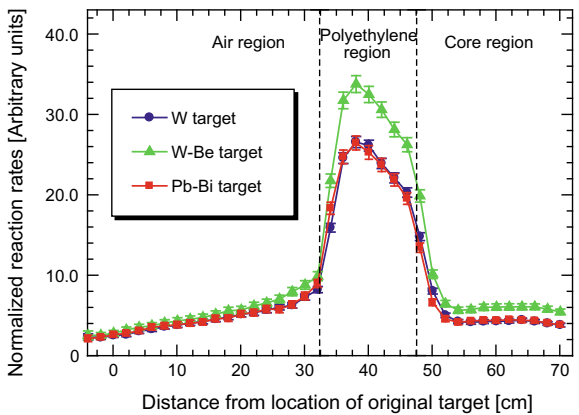 Normalized reaction rates [Arbitrary units]
40.0
30.0
20.0
10.0
0
Air region
Polyethylene
region
Core region
W target
W-Be target
Pb-Bi target
0 10 20 30 40 50 60 70
Distance from location of original target [cm]